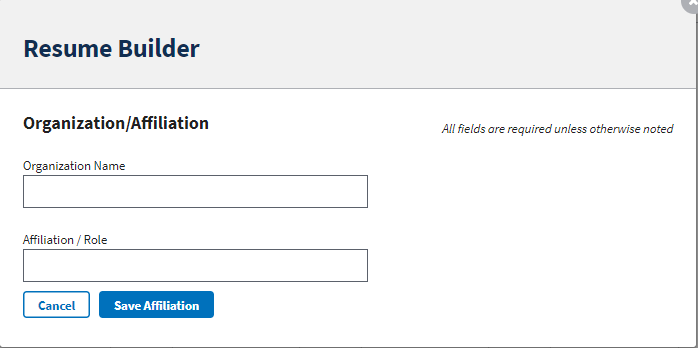 Resume Builder
Organization/Affiliation
All fields are required unless otherwise noted
Organization Name
Affiliation / Role
Cancel
Save Affiliation